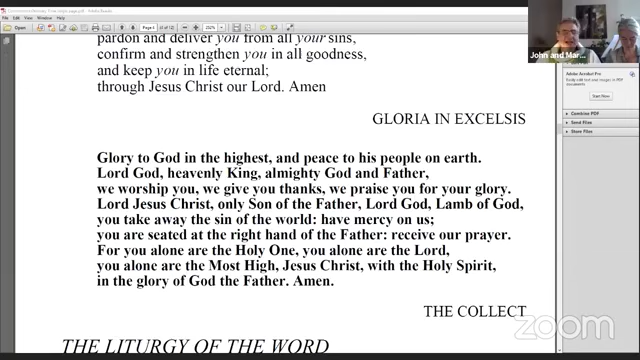 Adobe Reader
Open
252%
John and Mar...
pardon and deliver you from all your sins,
confirm and strengthen you in all goodness,
and keep you in life eternal;
through Jesus Christ our Lord. Amen
GLORIA IN EXCELSIS
Glory to God in the highest, and peace to his people on earth.
Lord God, heavenly King, almighty God and Father,
we worship you, we give you thanks, we praise you for your glory.
Lord Jesus Christ, only Son of the Father, Lord God, Lamb of God,
you take away the sin of the world: have mercy on us;
you are seated at the right hand of the Father: receive our prayer.
For you alone are the Holy One, you alone are the Lord,
you alone are the Most High, Jesus Christ, with the Holy Spirit,
in the glory of God the Father. Amen.
THE COLLECT
THE LITURGY OF THE WORD
Adobe Acrobat Pro
Start Now
Combine PDF
Send Files
Store Files
zoom